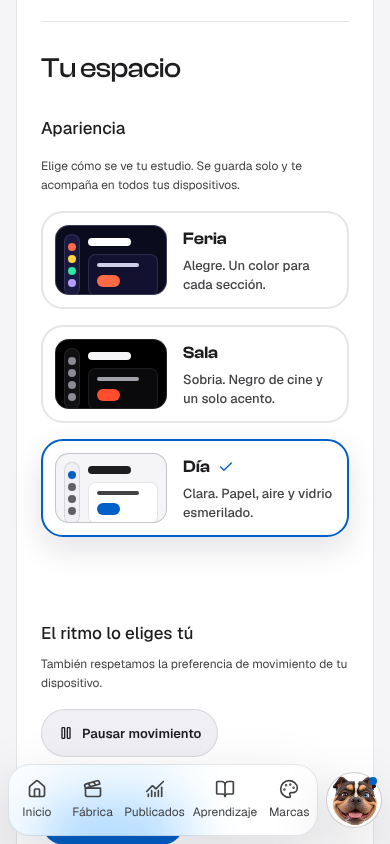 Tu espacio
Apariencia
Elige cómo se ve tu estudio. Se guarda solo y te
acompaña en todos tus dispositivos.
Feria
Alegre. Un color para
cada sección.
Sala
Sobria. Negro de cine y
un solo acento.
Día
Clara. Papel, aire y vidrio
esmerilado.
El ritmo lo eliges tú
También respetamos la preferencia de movimiento de tu
dispositivo.
Pausar movimiento
Inicio
Fábrica
Publicados
Aprendizaje
Marcas